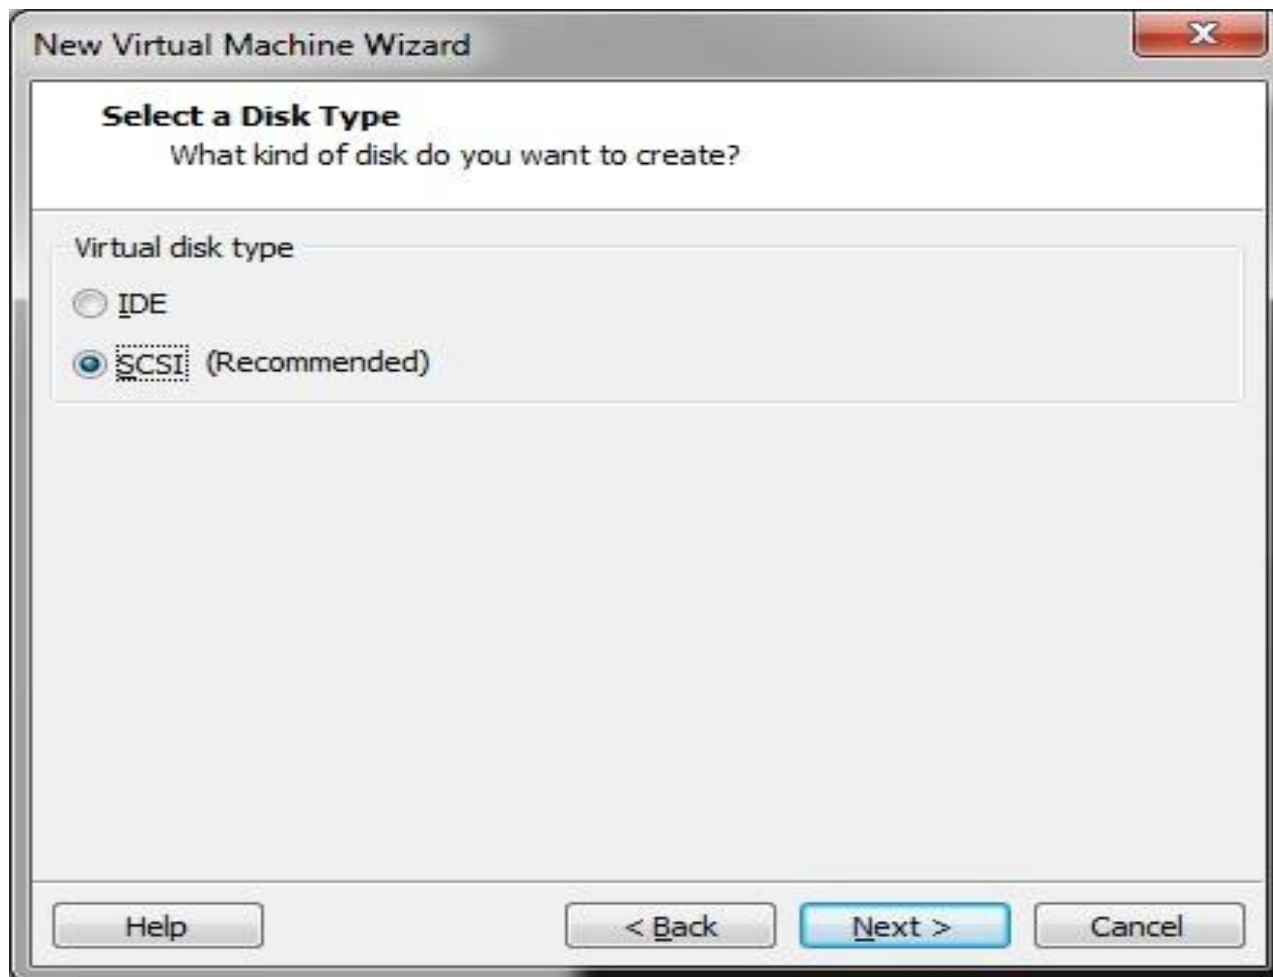 New Virtual Machine Wizard
Select a Disk Type
What kind of disk do you want to create?
Virtual disk type
IDE
SCSI (Recommended)
Help < Back Next > Cancel